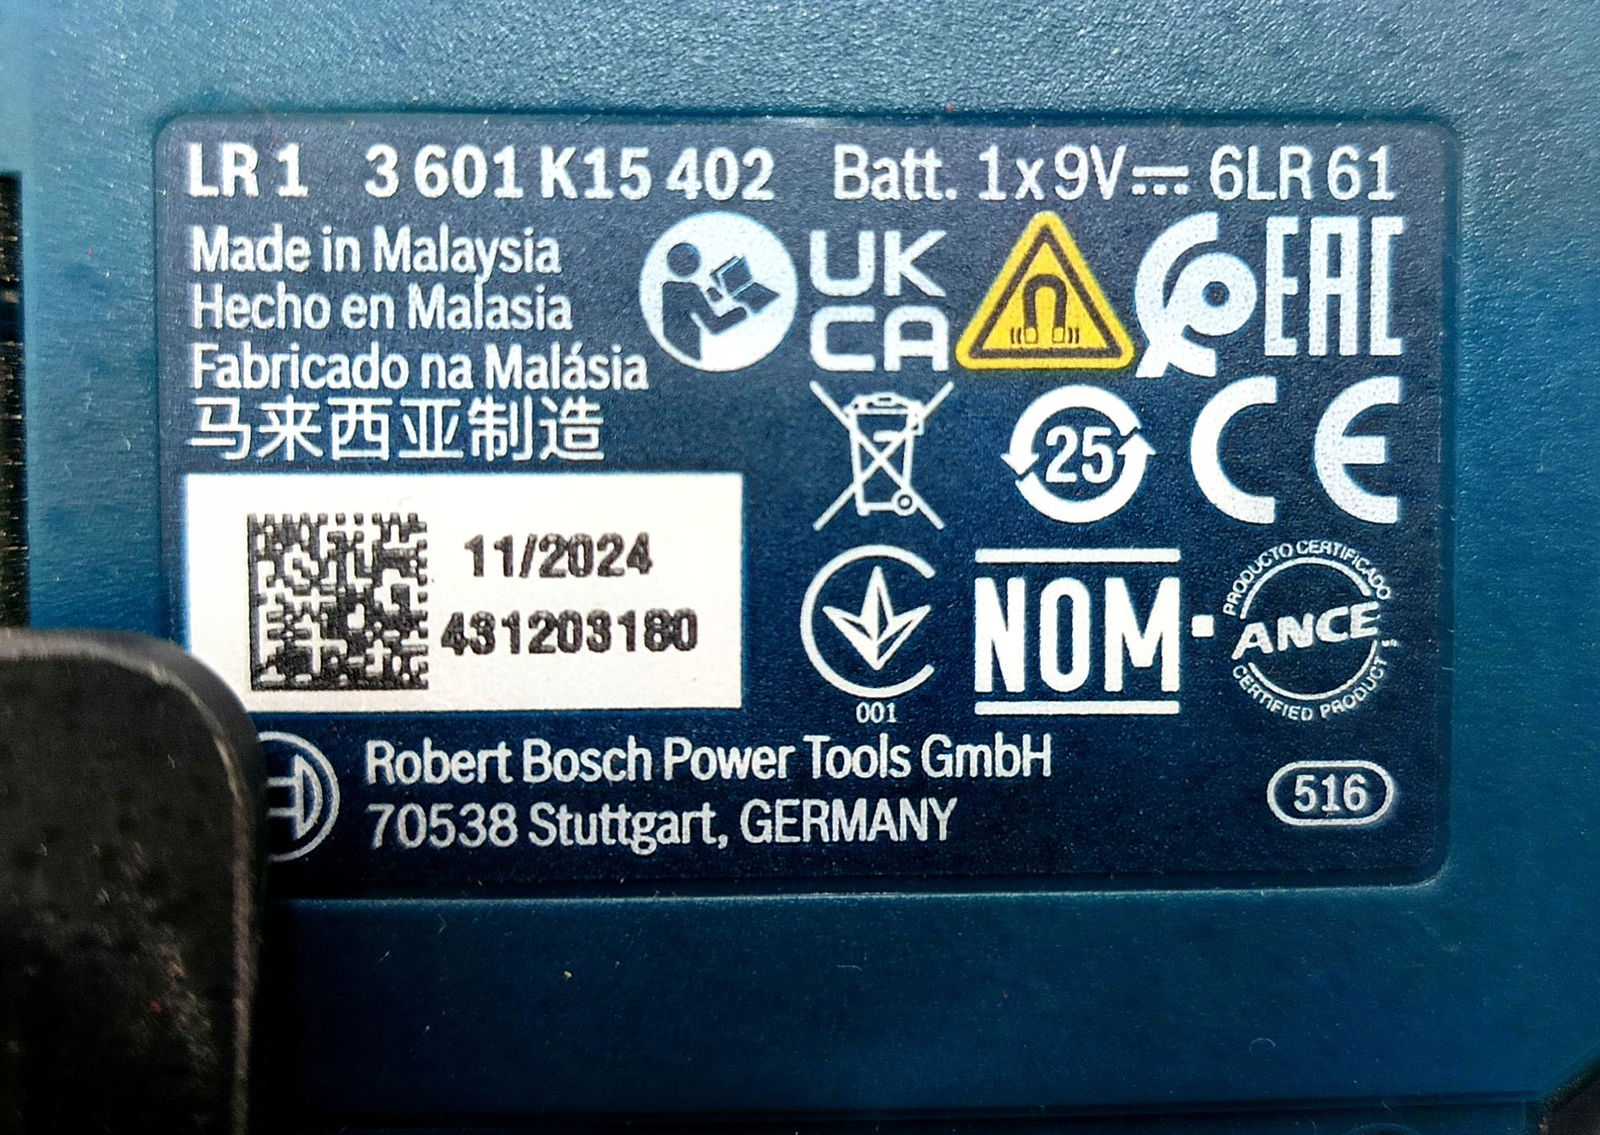 LR 1 3 601 K15 402 Batt. 1x9V⎓ 6LR 61
Made in Malaysia
Hecho en Malasia
Fabricado na Malásia
马来西亚制造
UK
CA
EAC
25
CE
11/2024
431203180
001
NOM-
PRODUCTO CERTIFICADO
ANCE
CERTIFIED PRODUCT
Robert Bosch Power Tools GmbH
70538 Stuttgart, GERMANY
516